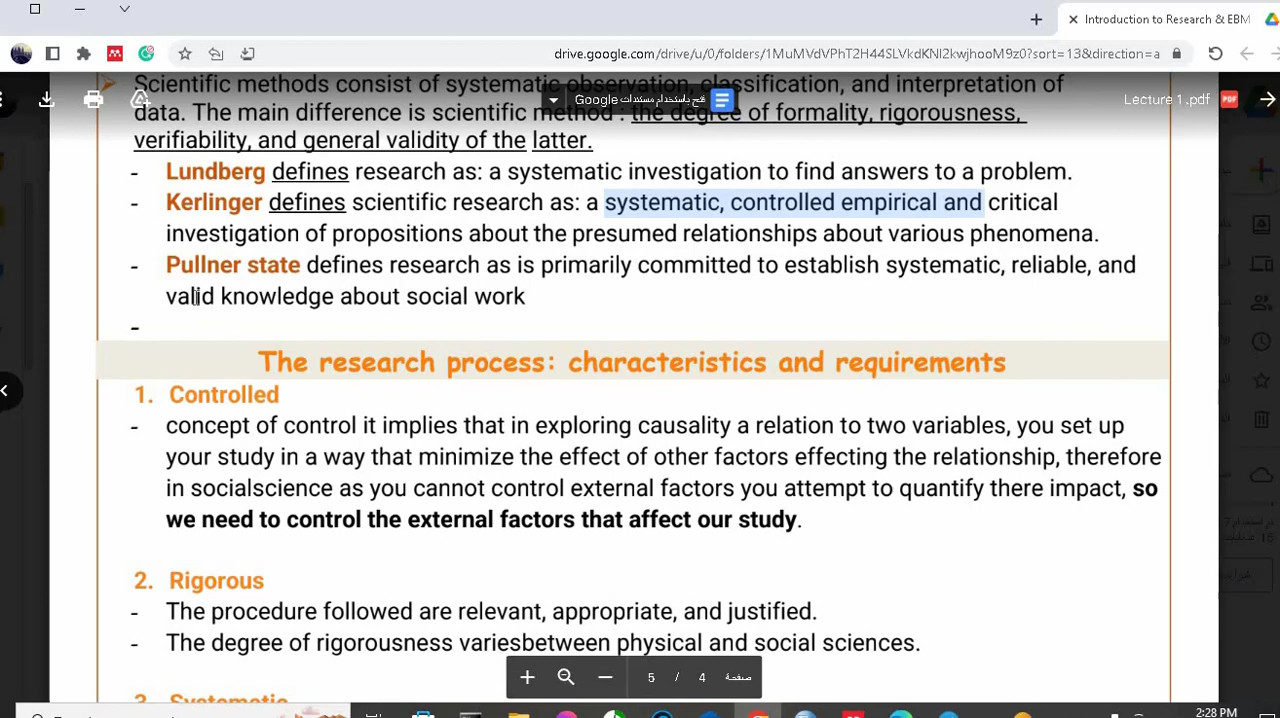 Introduction to Research & EBM
drive.google.com/drive/u/0/folders/1MuMVdVPhT2H44SLVkdKNI2kwjhooM9z0?sort=13&direction=a
Scientific methods consist of systematic observation, classification, and interpretation of
فتح باستخدام مستندات Google
Lecture 1.pdf
PDF
data. The main difference is scientific method : the degree of formality, rigorousness,
verifiability, and general validity of the latter.
- Lundberg defines research as: a systematic investigation to find answers to a problem.
- Kerlinger defines scientific research as: a systematic, controlled empirical and critical
investigation of propositions about the presumed relationships about various phenomena.
- Pullner state defines research as is primarily committed to establish systematic, reliable, and
valid knowledge about social work
-
The research process: characteristics and requirements
1. Controlled
- concept of control it implies that in exploring causality a relation to two variables, you set up
your study in a way that minimize the effect of other factors effecting the relationship, therefore
in socialscience as you cannot control external factors you attempt to quantify there impact, so
we need to control the external factors that affect our study.
2. Rigorous
- The procedure followed are relevant, appropriate, and justified.
- The degree of rigorousness variesbetween physical and social sciences.
5 / 4 صفحة
3. Systematic
2:28 PM